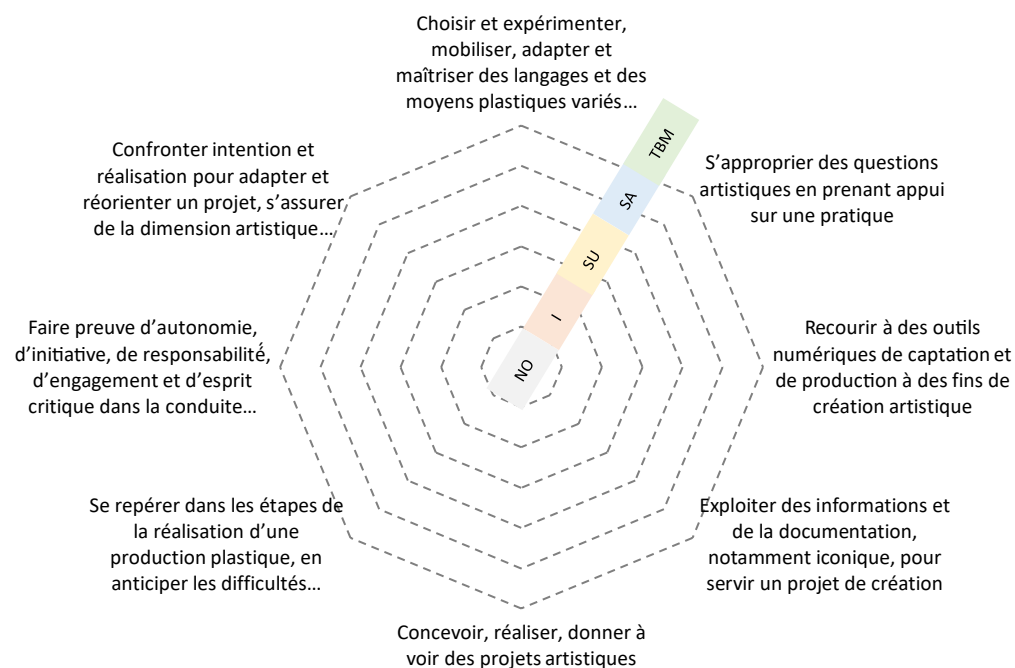 Choisir et expérimenter,
mobiliser, adapter et
maîtriser des langages et des
moyens plastiques variés…
TBM
SA
SU
I
NO
S’approprier des questions
artistiques en prenant appui
sur une pratique
Recourir à des outils
numériques de captation et
de production à des fins de
création artistique
Exploiter des informations et
de la documentation,
notamment iconique, pour
servir un projet de création
Concevoir, réaliser, donner à
voir des projets artistiques
Se repérer dans les étapes de
la réalisation d’une
production plastique, en
anticiper les difficultés…
Faire preuve d’autonomie,
d’initiative, de responsabilité,
d’engagement et d’esprit
critique dans la conduite…
Confronter intention et
réalisation pour adapter et
réorienter un projet, s’assurer
de la dimension artistique…